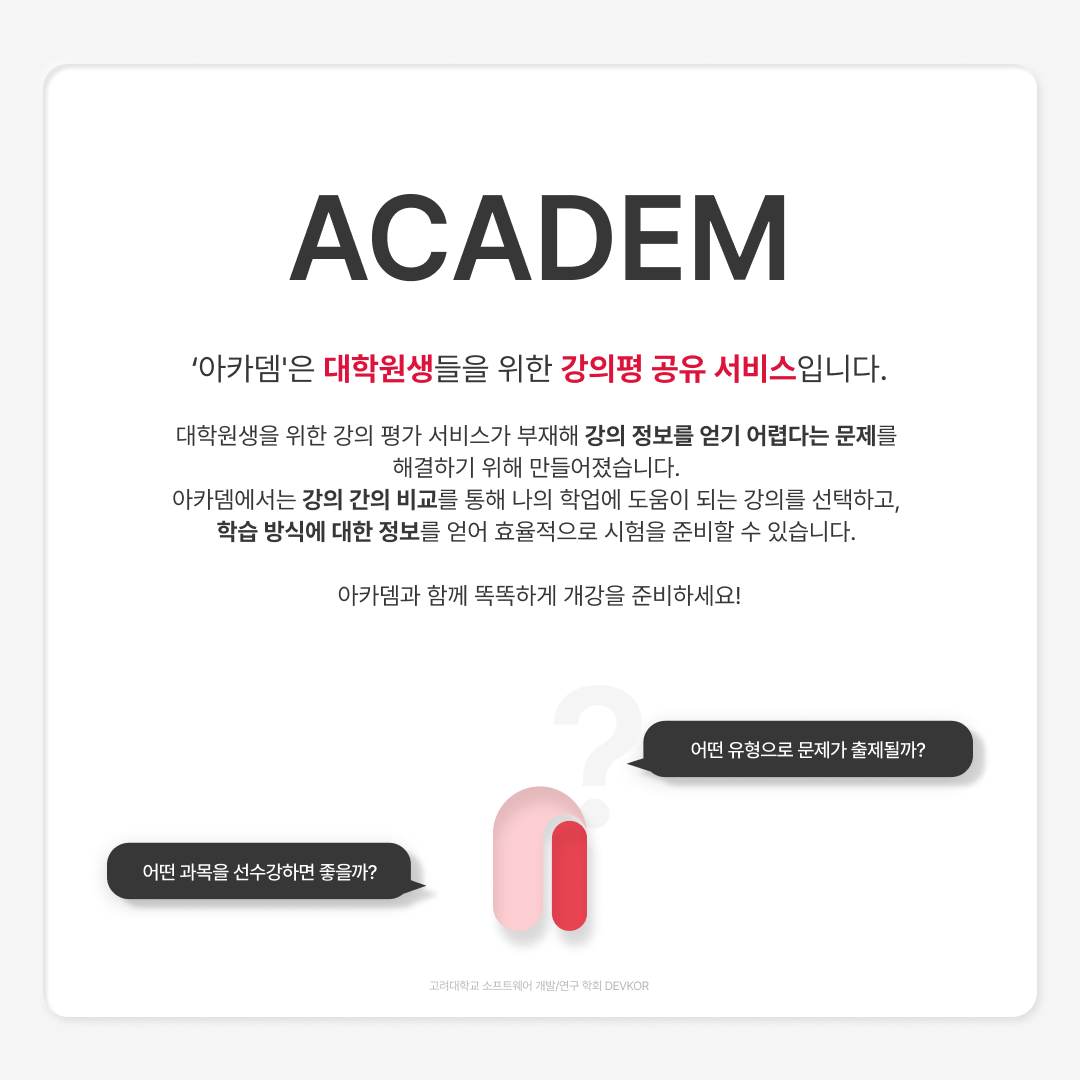 ACADEM
‘아카뎀'은 대학원생들을 위한 강의평 공유 서비스입니다.
대학원생을 위한 강의 평가 서비스가 부재해 강의 정보를 얻기 어렵다는 문제를
해결하기 위해 만들어졌습니다.
아카뎀에서는 강의 간의 비교를 통해 나의 학업에 도움이 되는 강의를 선택하고,
학습 방식에 대한 정보를 얻어 효율적으로 시험을 준비할 수 있습니다.
아카뎀과 함께 똑똑하게 개강을 준비하세요!
?
어떤 유형으로 문제가 출제될까?
어떤 과목을 선수강하면 좋을까?
고려대학교 소프트웨어 개발/연구 학회 DEVKOR